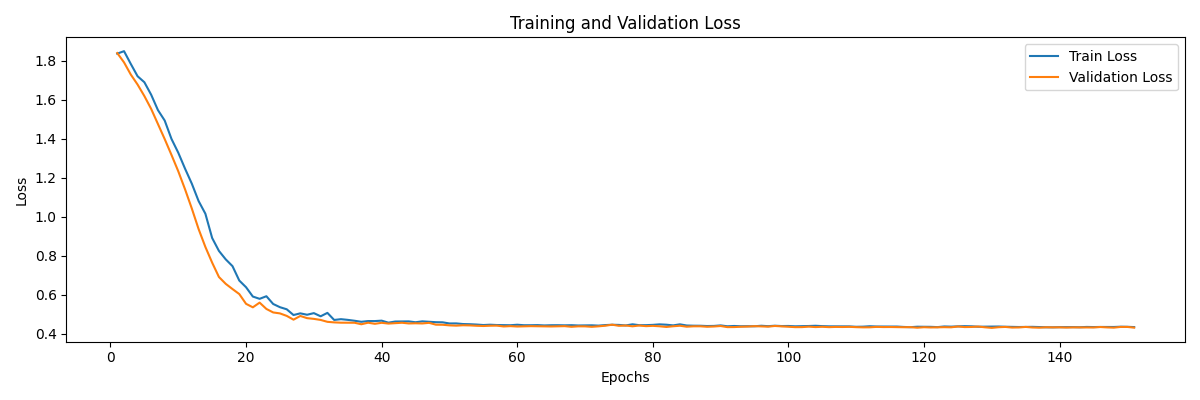 Training and Validation Loss
Train Loss
Validation Loss
Loss
1.8
1.6
1.4
1.2
1.0
0.8
0.6
0.4
0 20 40 60 80 100 120 140
Epochs